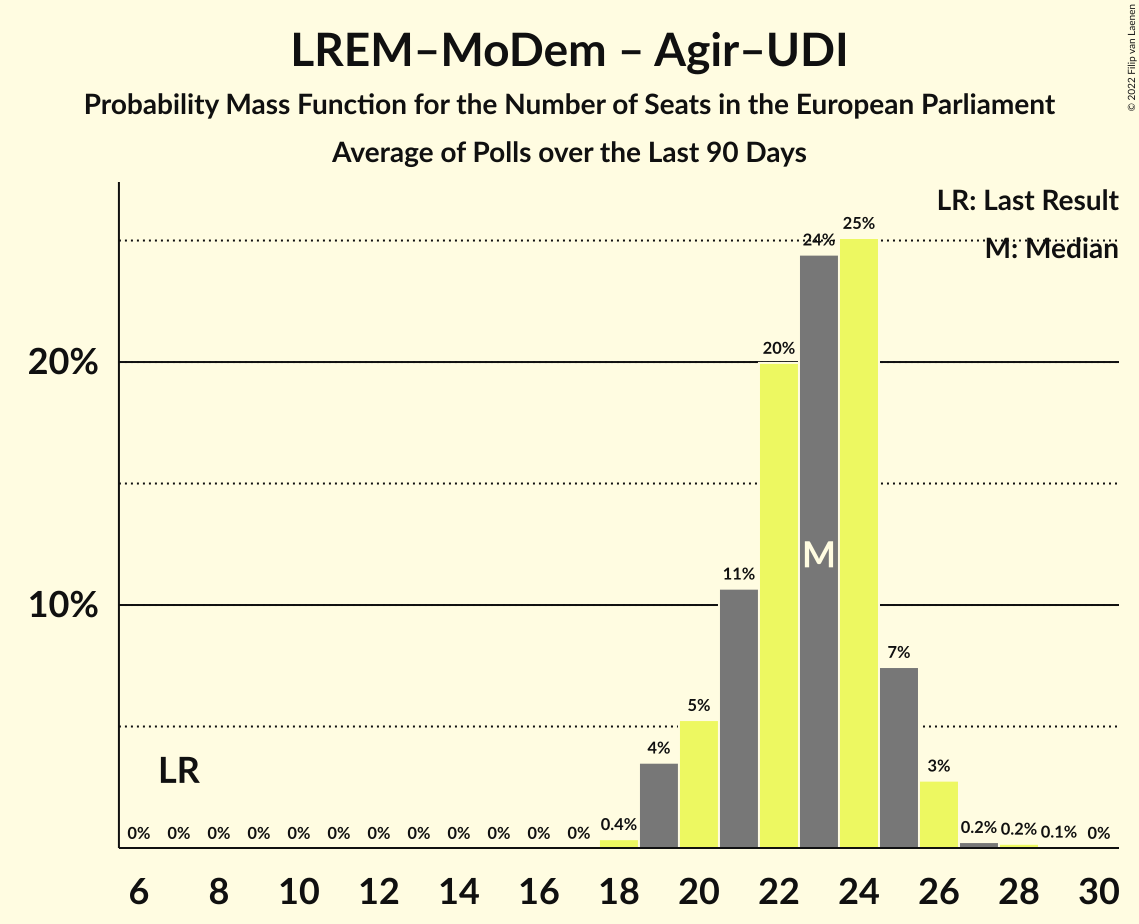 LREM–MoDem – Agir–UDI
Probability Mass Function for the Number of Seats in the European Parliament
Average of Polls over the Last 90 Days
© 2022 Filip van Laenen
LR: Last Result
M: Median
25%
24%
20%
20%
M
11%
10%
7%
5%
4%
3%
LR
0% 0% 0% 0% 0% 0% 0% 0% 0% 0% 0% 0% 0.4% 0.2% 0.2% 0.1% 0%
6 8 10 12 14 16 18 20 22 24 26 28 30